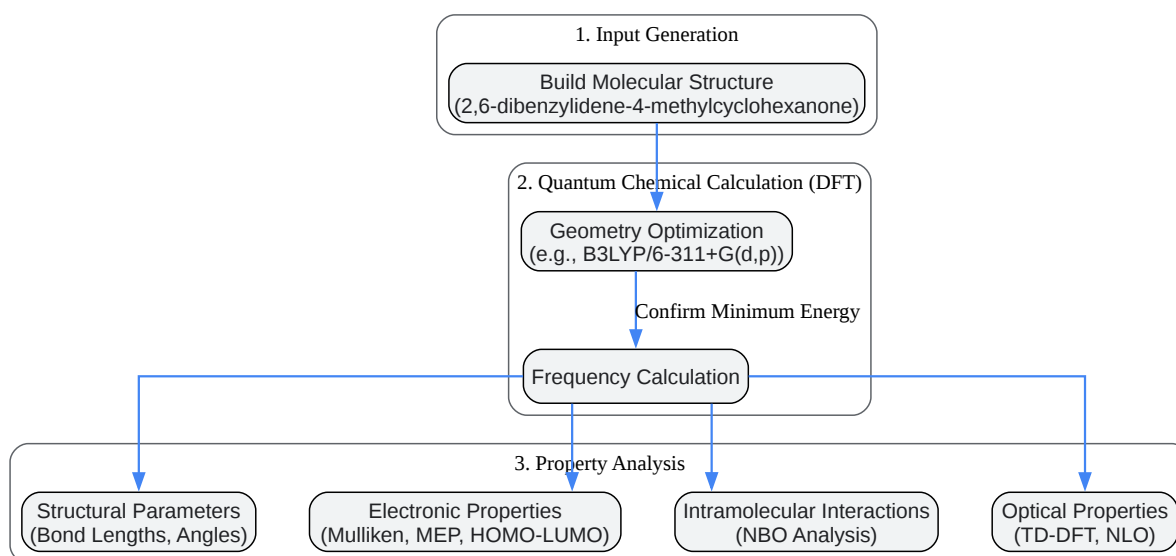 1. Input Generation
Build Molecular Structure
(2,6-dibenzylidene-4-methylcyclohexanone)
2. Quantum Chemical Calculation (DFT)
Geometry Optimization
(e.g., B3LYP/6-311+G(d,p))
Confirm Minimum Energy
Frequency Calculation
3. Property Analysis
Structural Parameters
(Bond Lengths, Angles)
Electronic Properties
(Mulliken, MEP, HOMO-LUMO)
Intramolecular Interactions
(NBO Analysis)
Optical Properties
(TD-DFT, NLO)